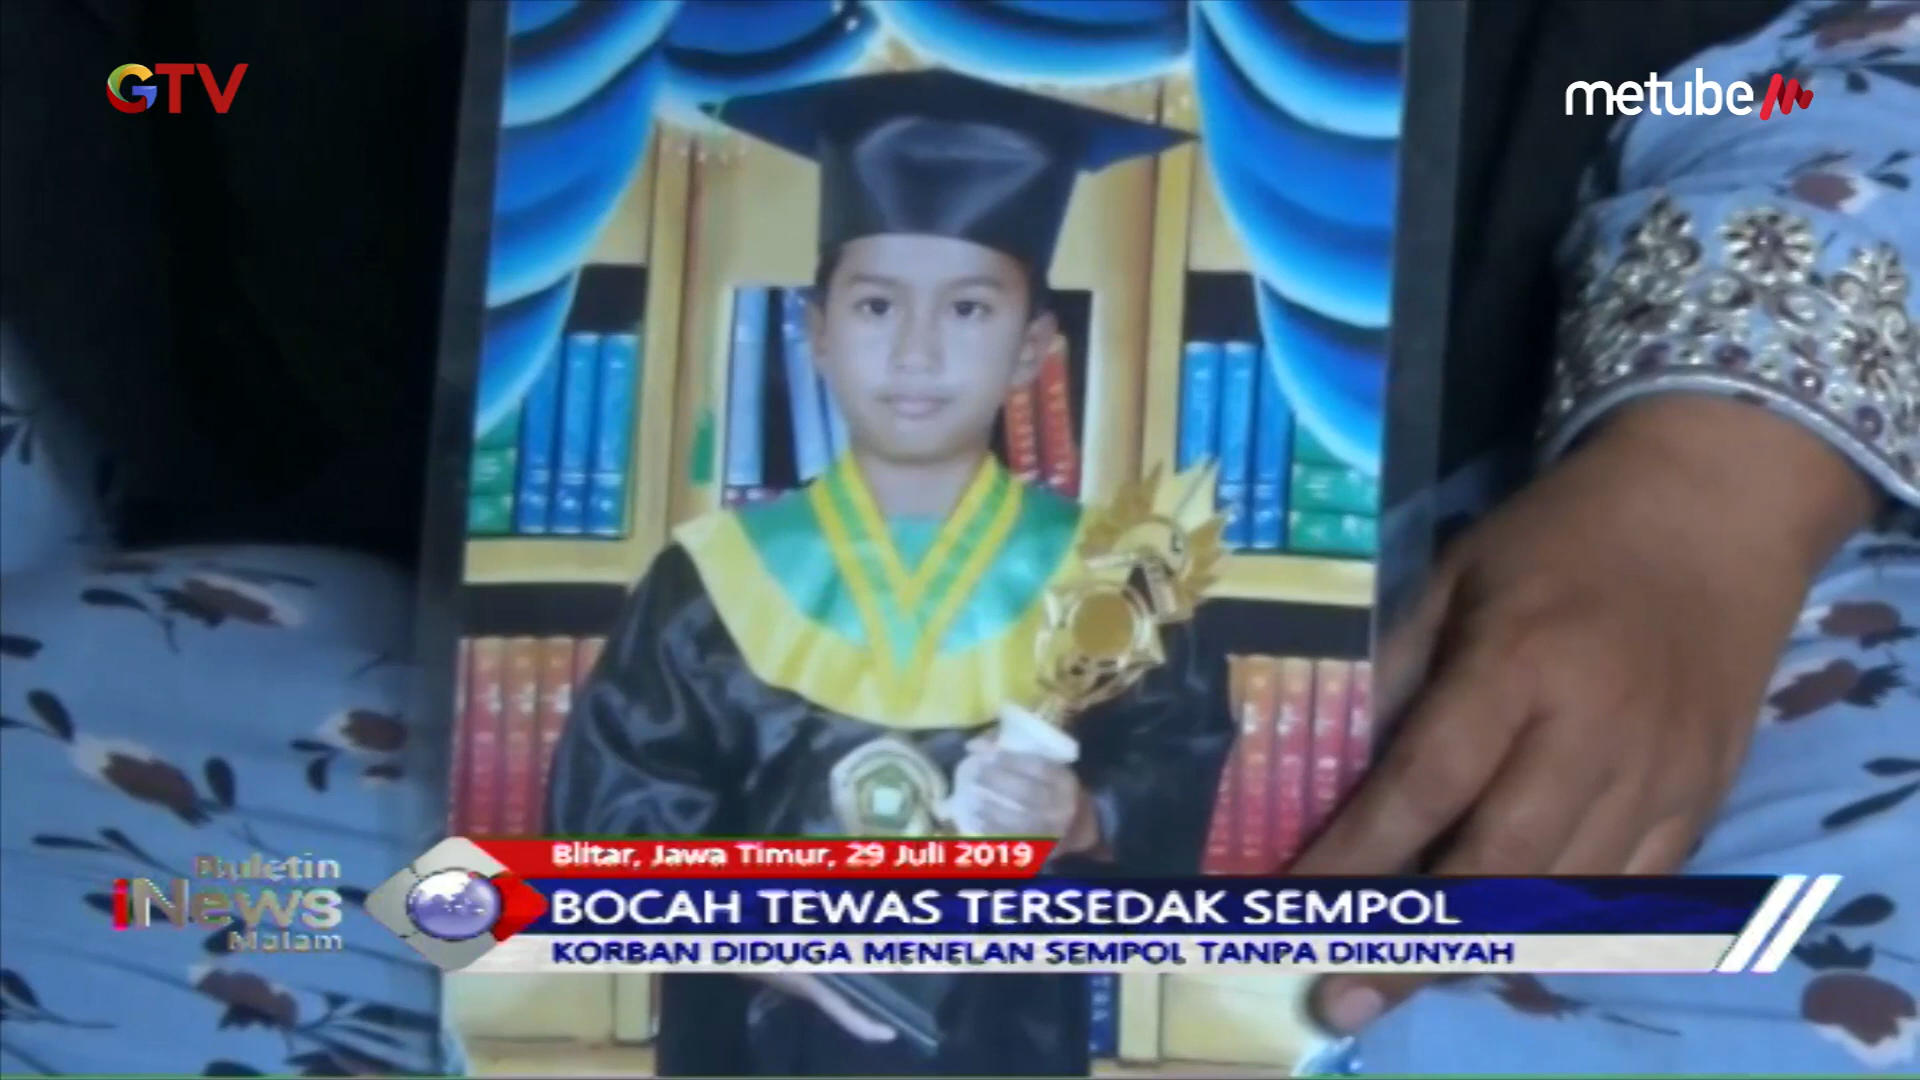 GTV
metube
Blitar, Jawa Timur, 29 Juli 2019
Buletin
iNews
Malam
BOCAH TEWAS TERSEDAK SEMPOL
KORBAN DIDUGA MENELAN SEMPOL TANPA DIKUNYAH